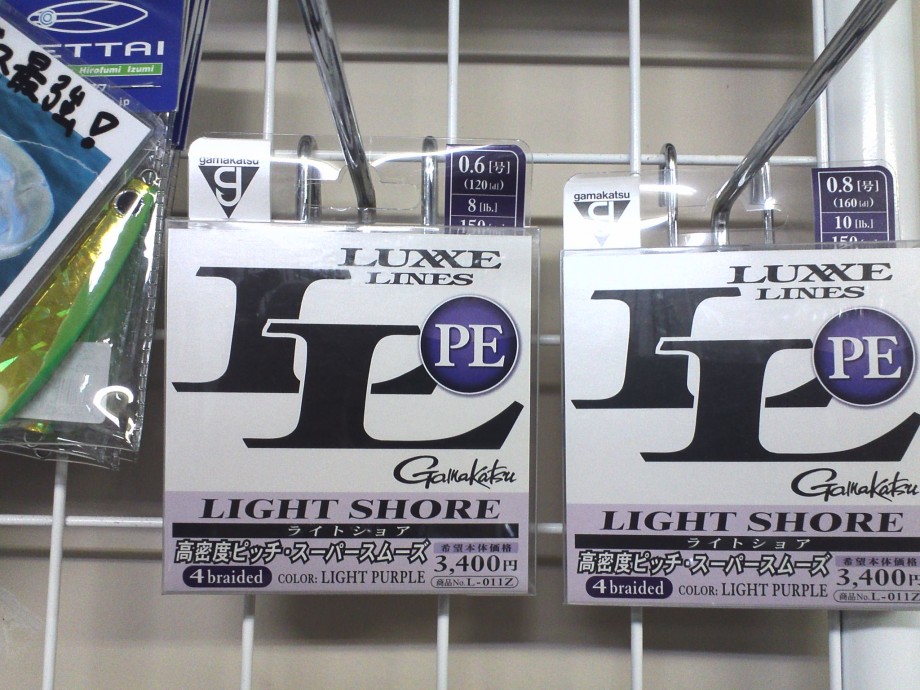 ETTAI
Hirofumi Izumi
.jp
最強!
gamakatsu
g
0.6[号]
(120[d])
8[lb.]
150
LUXXE
LINES
LL
PE
Gamakatsu
LIGHT SHORE
ライトショア
高密度ピッチ・スーパースムーズ
希望本体価格
3,400円
4 braided
COLOR: LIGHT PURPLE
商品No. L-011Z
gamakatsu
g
0.8[号]
(160[d])
10[lb.]
150
LUXXE
LINES
LL
PE
Gamakatsu
LIGHT SHORE
ライトショア
高密度ピッチ・スーパースムーズ
希望本体価格
3,400円
4 braided
COLOR: LIGHT PURPLE
商品No. L-011Z